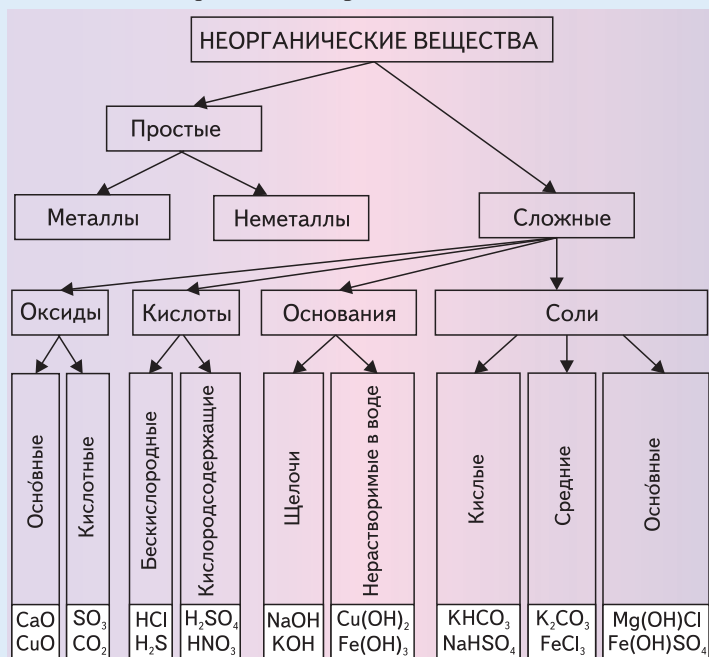 НЕОРГАНИЧЕСКИЕ ВЕЩЕСТВА
Простые
Металлы
Неметаллы
Сложные
Оксиды
Кислоты
Основания
Соли
Осно́вные
Кислотные
Бескислородные
Кислородсодержащие
Щелочи
Нерастворимые в воде
Кислые
Средние
Осно́вные
CaO
CuO
SO₃
CO₂
HCl
H₂S
H₂SO₄
HNO₃
NaOH
KOH
Cu(OH)₂
Fe(OH)₃
KHCO₃
NaHSO₄
K₂CO₃
FeCl₃
Mg(OH)Cl
Fe(OH)SO₄